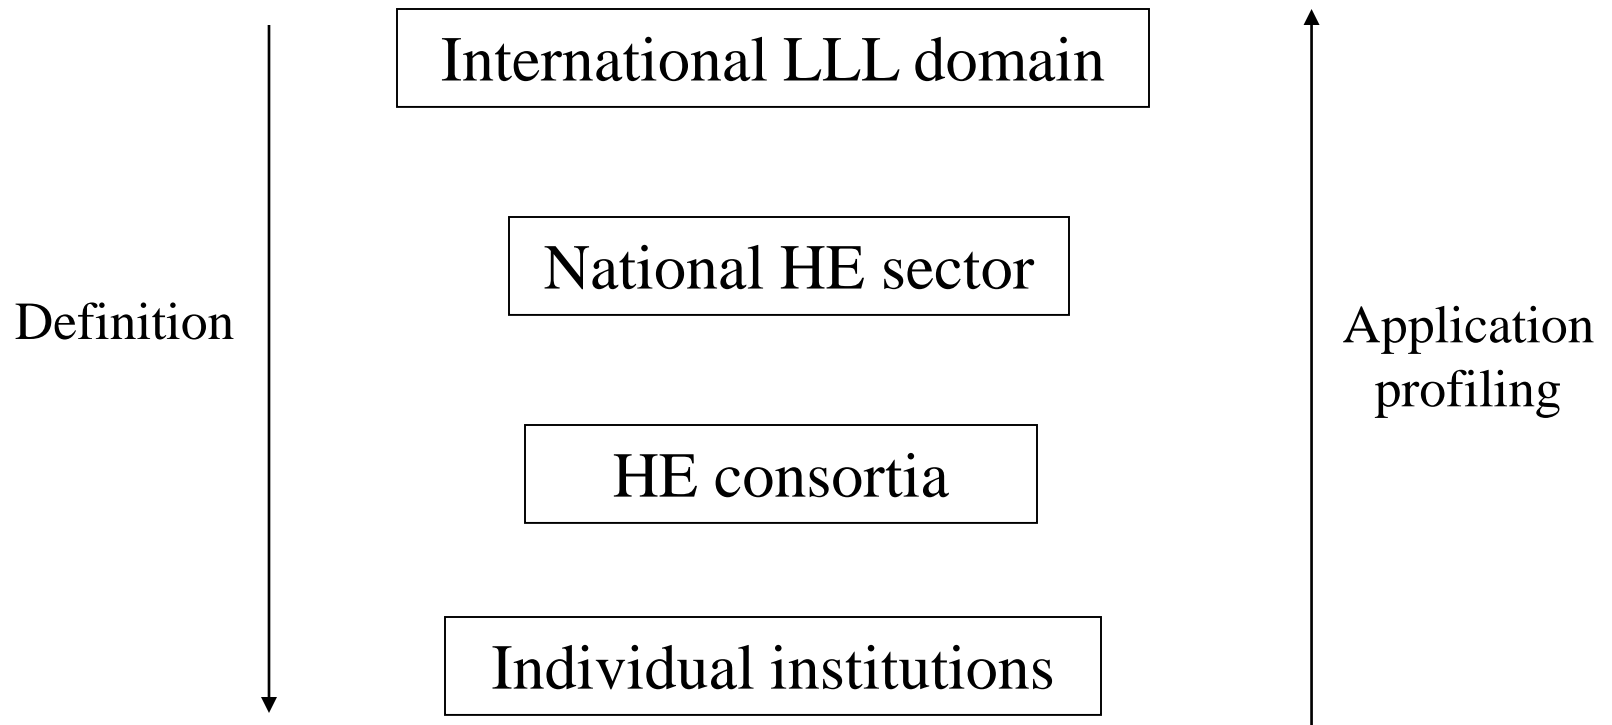 International LLL domain
National HE sector
Definition
Application
profiling
HE consortia
Individual institutions